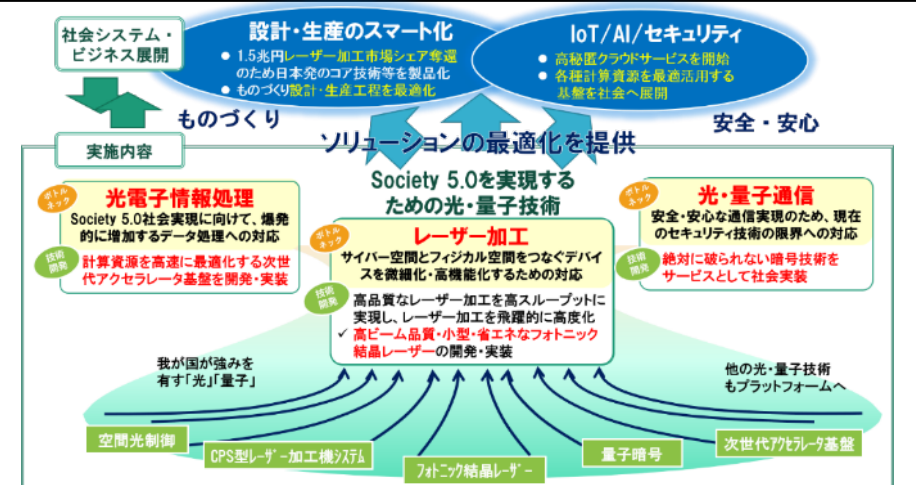 社会システム・
ビジネス展開
設計・生産のスマート化
● 1.5兆円レーザー加工市場シェア奪還
のため日本発のコア技術等を製品化
● ものづくり設計・生産工程を最適化
IoT/AI/セキュリティ
● 高秘匿クラウドサービスを開始
● 各種計算資源を最適活用する
基盤を社会へ展開
ものづくり
安全・安心
ソリューションの最適化を提供
実施内容
Society 5.0を実現する
ための光・量子技術
ボトル
ネック
光電子情報処理
Society 5.0社会実現に向けて、爆発
的に増加するデータ処理への対応
技術
開発
計算資源を高速に最適化する次世
代アクセラレータ基盤を開発・実装
ボトル
ネック
レーザー加工
サイバー空間とフィジカル空間をつなぐデバイ
スを微細化・高機能化するための対応
技術
開発
高品質なレーザー加工を高スループットに
実現し、レーザー加工を飛躍的に高度化
✓ 高ビーム品質・小型・省エネなフォトニック
結晶レーザーの開発・実装
ボトル
ネック
光・量子通信
安全・安心な通信実現のため、現在
のセキュリティ技術の限界への対応
技術
開発
絶対に破られない暗号技術を
サービスとして社会実装
我が国が強みを
有す「光」「量子」
他の光・量子技術
もプラットフォームへ
空間光制御
CPS型ﾚｰｻﾞｰ加工機ｼｽﾃﾑ
ﾌｫﾄﾆｯｸ結晶ﾚｰｻﾞｰ
量子暗号
次世代ｱｸｾﾗﾚｰﾀ基盤